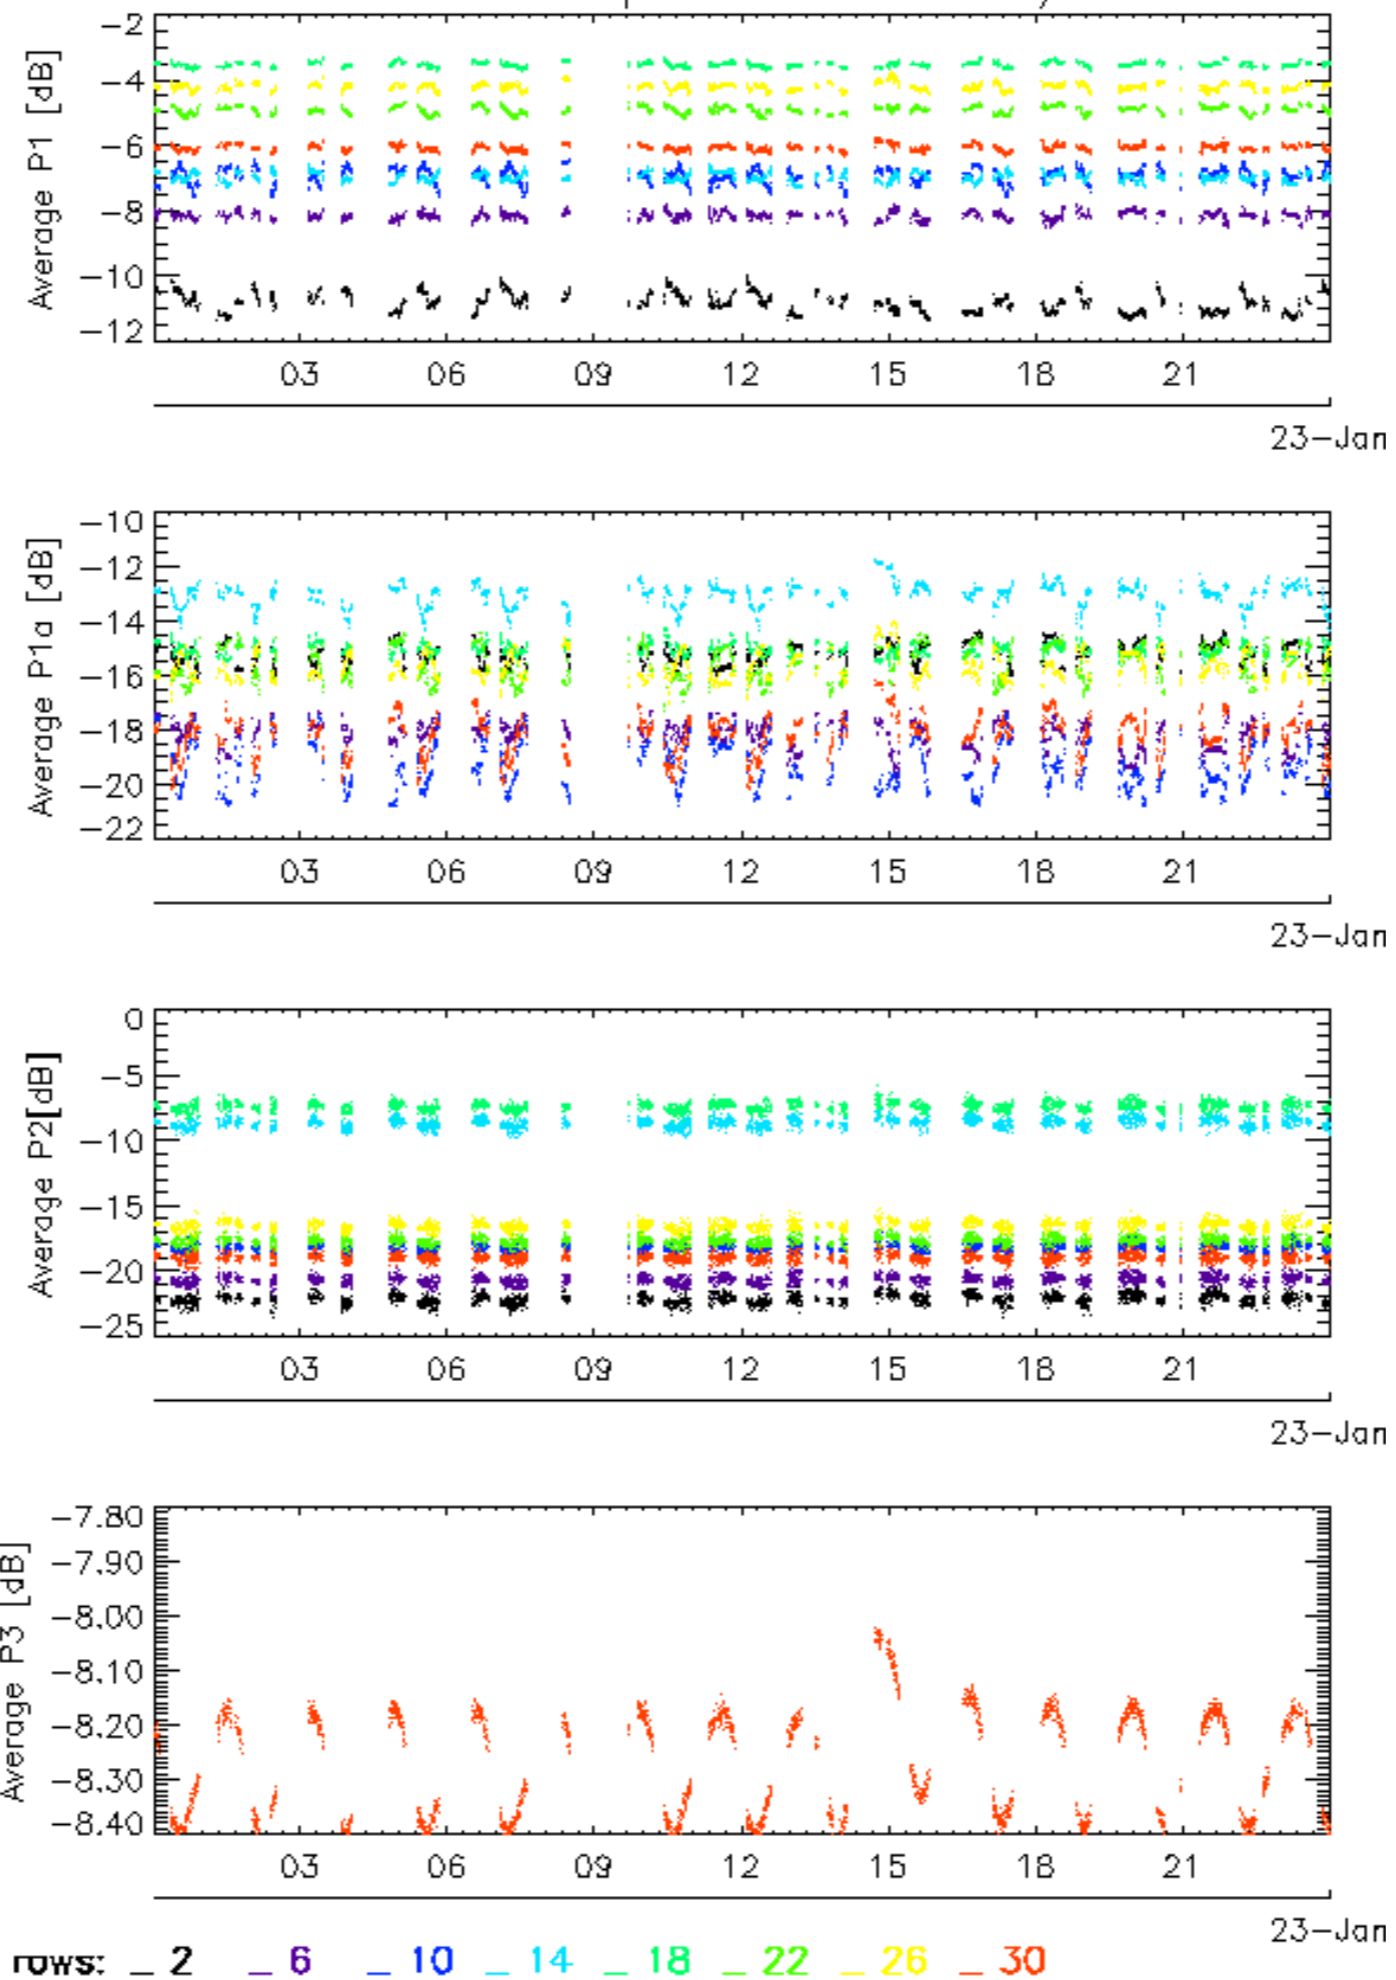 Average P1 [dB]
-2
-4
-6
-8
-10
-12
03 06 09 12 15 18 21
23-Jan
Average P1a [dB]
-10
-12
-14
-16
-18
-20
-22
03 06 09 12 15 18 21
23-Jan
Average P2[dB]
0
-5
-10
-15
-20
-25
03 06 09 12 15 18 21
23-Jan
Average P3 [dB]
-7.80
-7.90
-8.00
-8.10
-8.20
-8.30
-8.40
03 06 09 12 15 18 21
23-Jan
rows: _ 2 _ 6 _ 10 _ 14 _ 18 _ 22 _ 26 _ 30